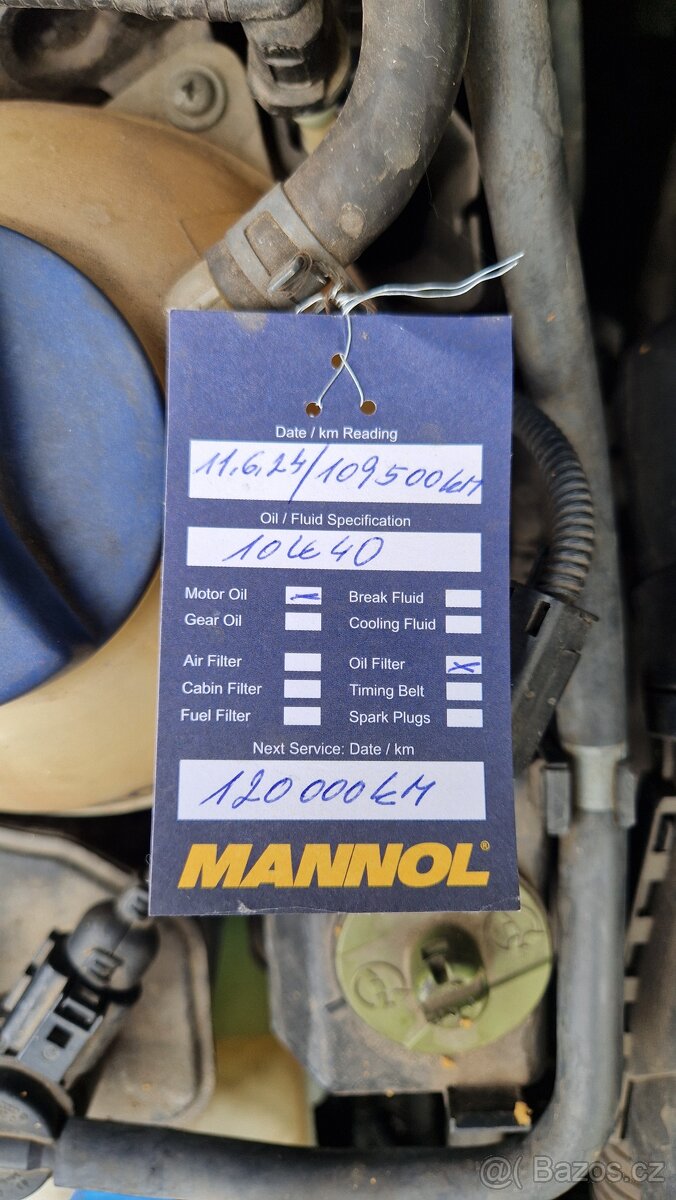 Date / km Reading
11.6.24/109500km
Oil / Fluid Specification
10W40
Motor Oil Break Fluid
Gear Oil Cooling Fluid
Air Filter Oil Filter
Cabin Filter Timing Belt
Fuel Filter Spark Plugs
Next Service: Date / km
120000kM
MANNOL®
@( Bazos.cz